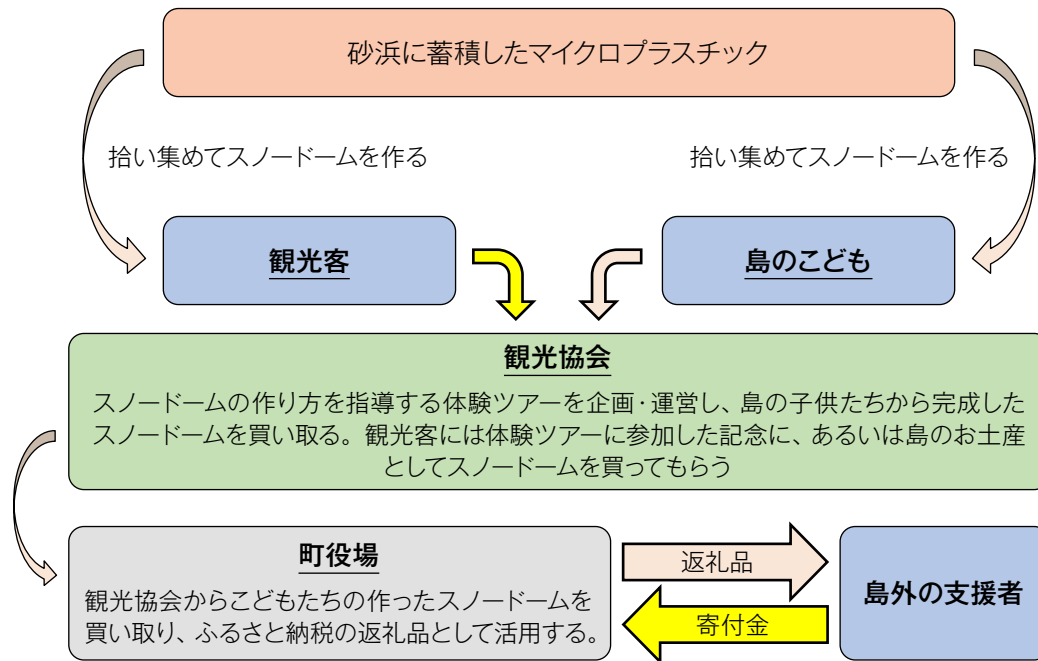 砂浜に蓄積したマイクロプラスチック
拾い集めてスノードームを作る
拾い集めてスノードームを作る
観光客
島のこども
観光協会
スノードームの作り方を指導する体験ツアーを企画・運営し、島の子供たちから完成した
スノードームを買い取る。観光客には体験ツアーに参加した記念に、あるいは島のお土産
としてスノードームを買ってもらう
町役場
観光協会からこどもたちの作ったスノードームを
買い取り、ふるさと納税の返礼品として活用する。
返礼品
寄付金
島外の支援者